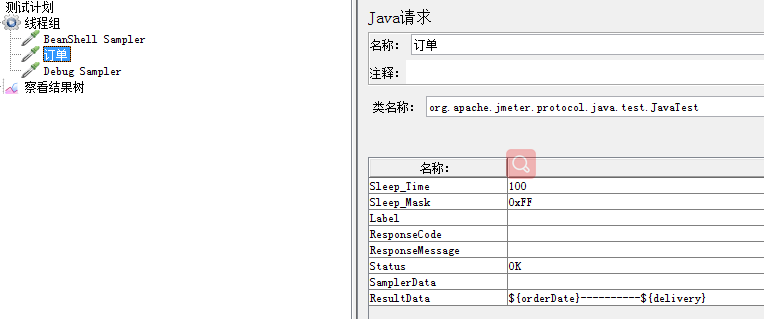 测试计划
线程组
BeanShell Sampler
订单
Debug Sampler
察看结果树
Java请求
名称： 订单
注释：
类名称： org.apache.jmeter.protocol.java.test.JavaTest
名称：
Sleep_Time 100
Sleep_Mask 0xFF
Label
ResponseCode
ResponseMessage
Status OK
SamplerData
ResultData ${orderDate}----------${delivery}